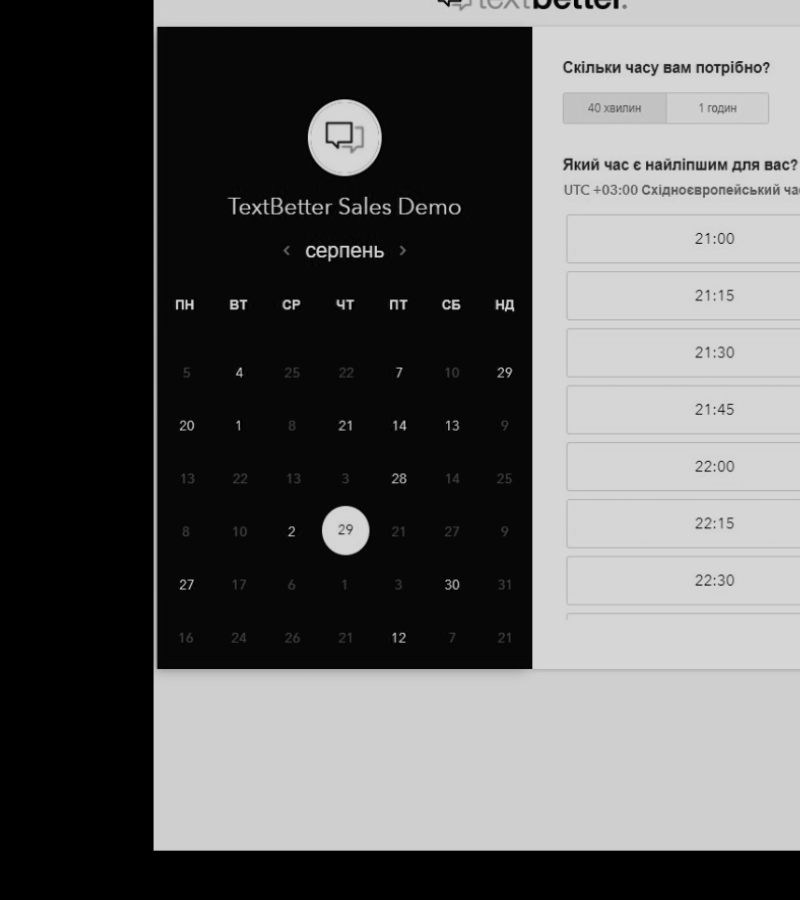 textbetter.
TextBetter Sales Demo
< серпень >
ПН ВТ СР ЧТ ПТ СБ НД
5 4 25 22 7 10 29
20 1 8 21 14 13 9
13 22 13 3 28 14 25
8 10 2 29 21 27 9
27 17 6 1 3 30 31
16 24 26 21 12 7 21
Скільки часу вам потрібно?
40 хвилин 1 годин
Який час є найліпшим для вас?
UTC +03:00 Східноєвропейський
21:00
21:15
21:30
21:45
22:00
22:15
22:30